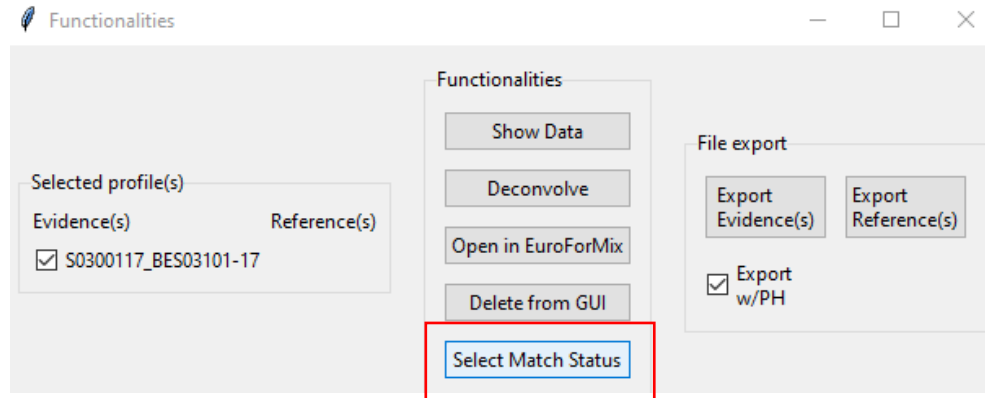 Functionalities
Selected profile(s)
Evidence(s) Reference(s)
S0300117_BES03101-17
Functionalities
Show Data
Deconvolve
Open in EuroForMix
Delete from GUI
Select Match Status
File export
Export
Evidence(s)
Export
Reference(s)
Export
w/PH